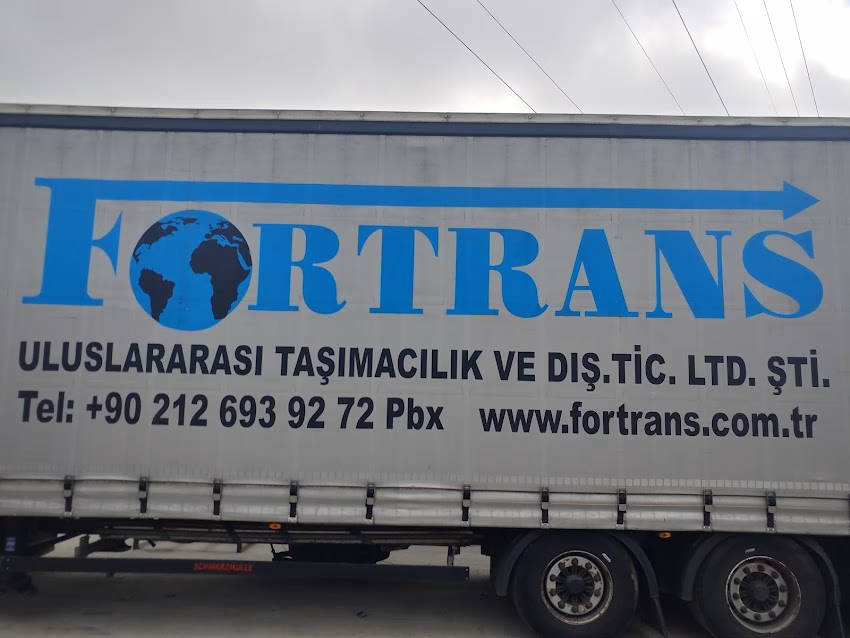 FORTRANS
ULUSLARARASI TAŞIMACILIK VE DIŞ.TİC. LTD. ŞTİ.
Tel: +90 212 693 92 72 Pbx www.fortrans.com.tr
SCHWARZMÜLLE